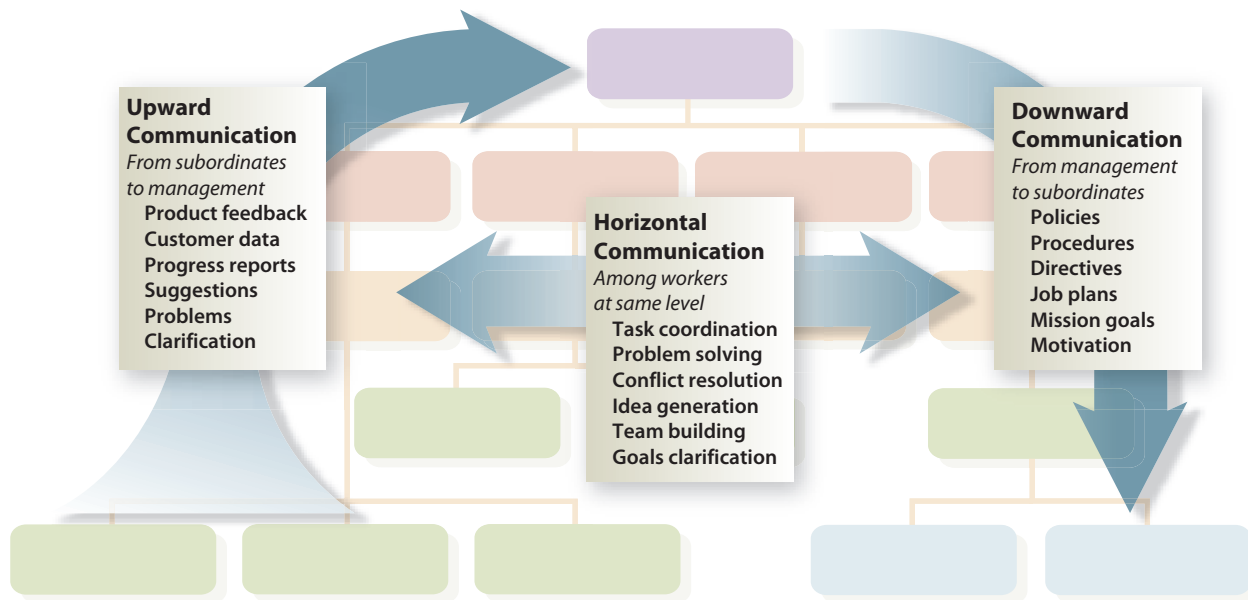 Upward
Communication
From subordinates
to management
Product feedback
Customer data
Progress reports
Suggestions
Problems
Clarification
Horizontal
Communication
Among workers
at same level
Task coordination
Problem solving
Conflict resolution
Idea generation
Team building
Goals clarification
Downward
Communication
From management
to subordinates
Policies
Procedures
Directives
Job plans
Mission goals
Motivation